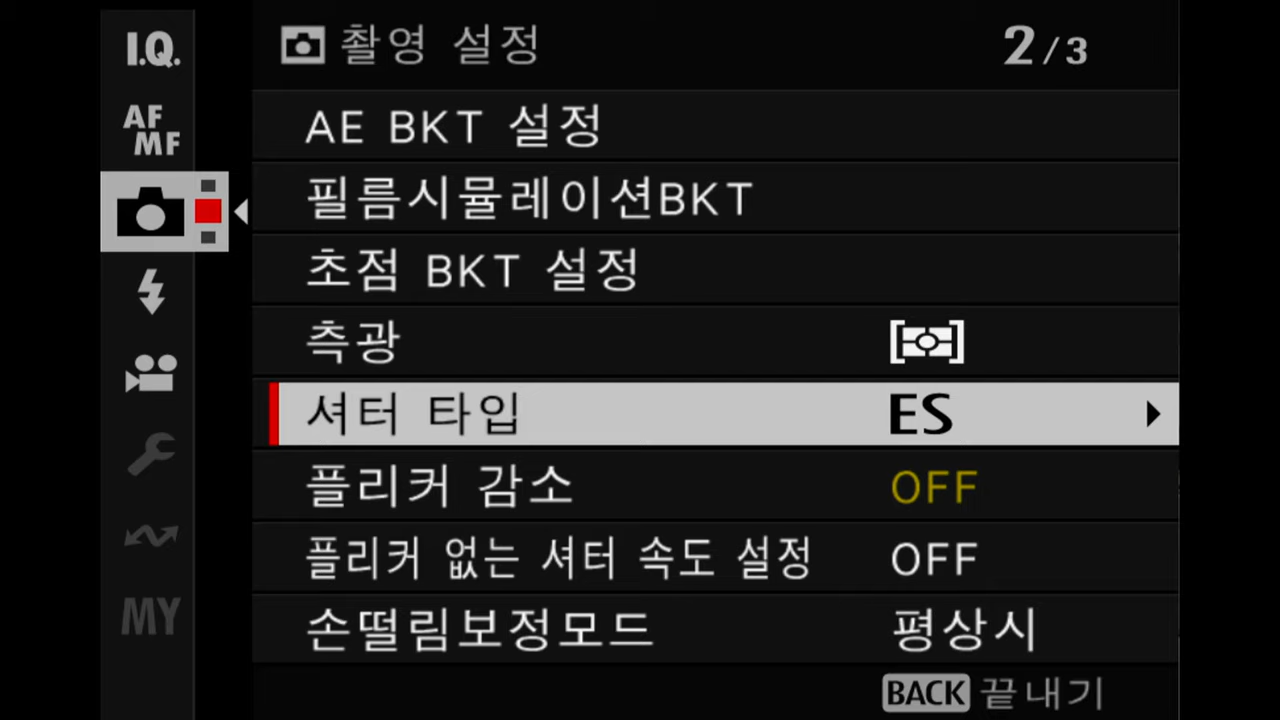 I.Q.
AF
MF
MY
촬영 설정 2/3
AE BKT 설정
필름시뮬레이션BKT
초점 BKT 설정
측광
셔터 타입 ES
플리커 감소 OFF
플리커 없는 셔터 속도 설정 OFF
손떨림보정모드 평상시
BACK 끝내기